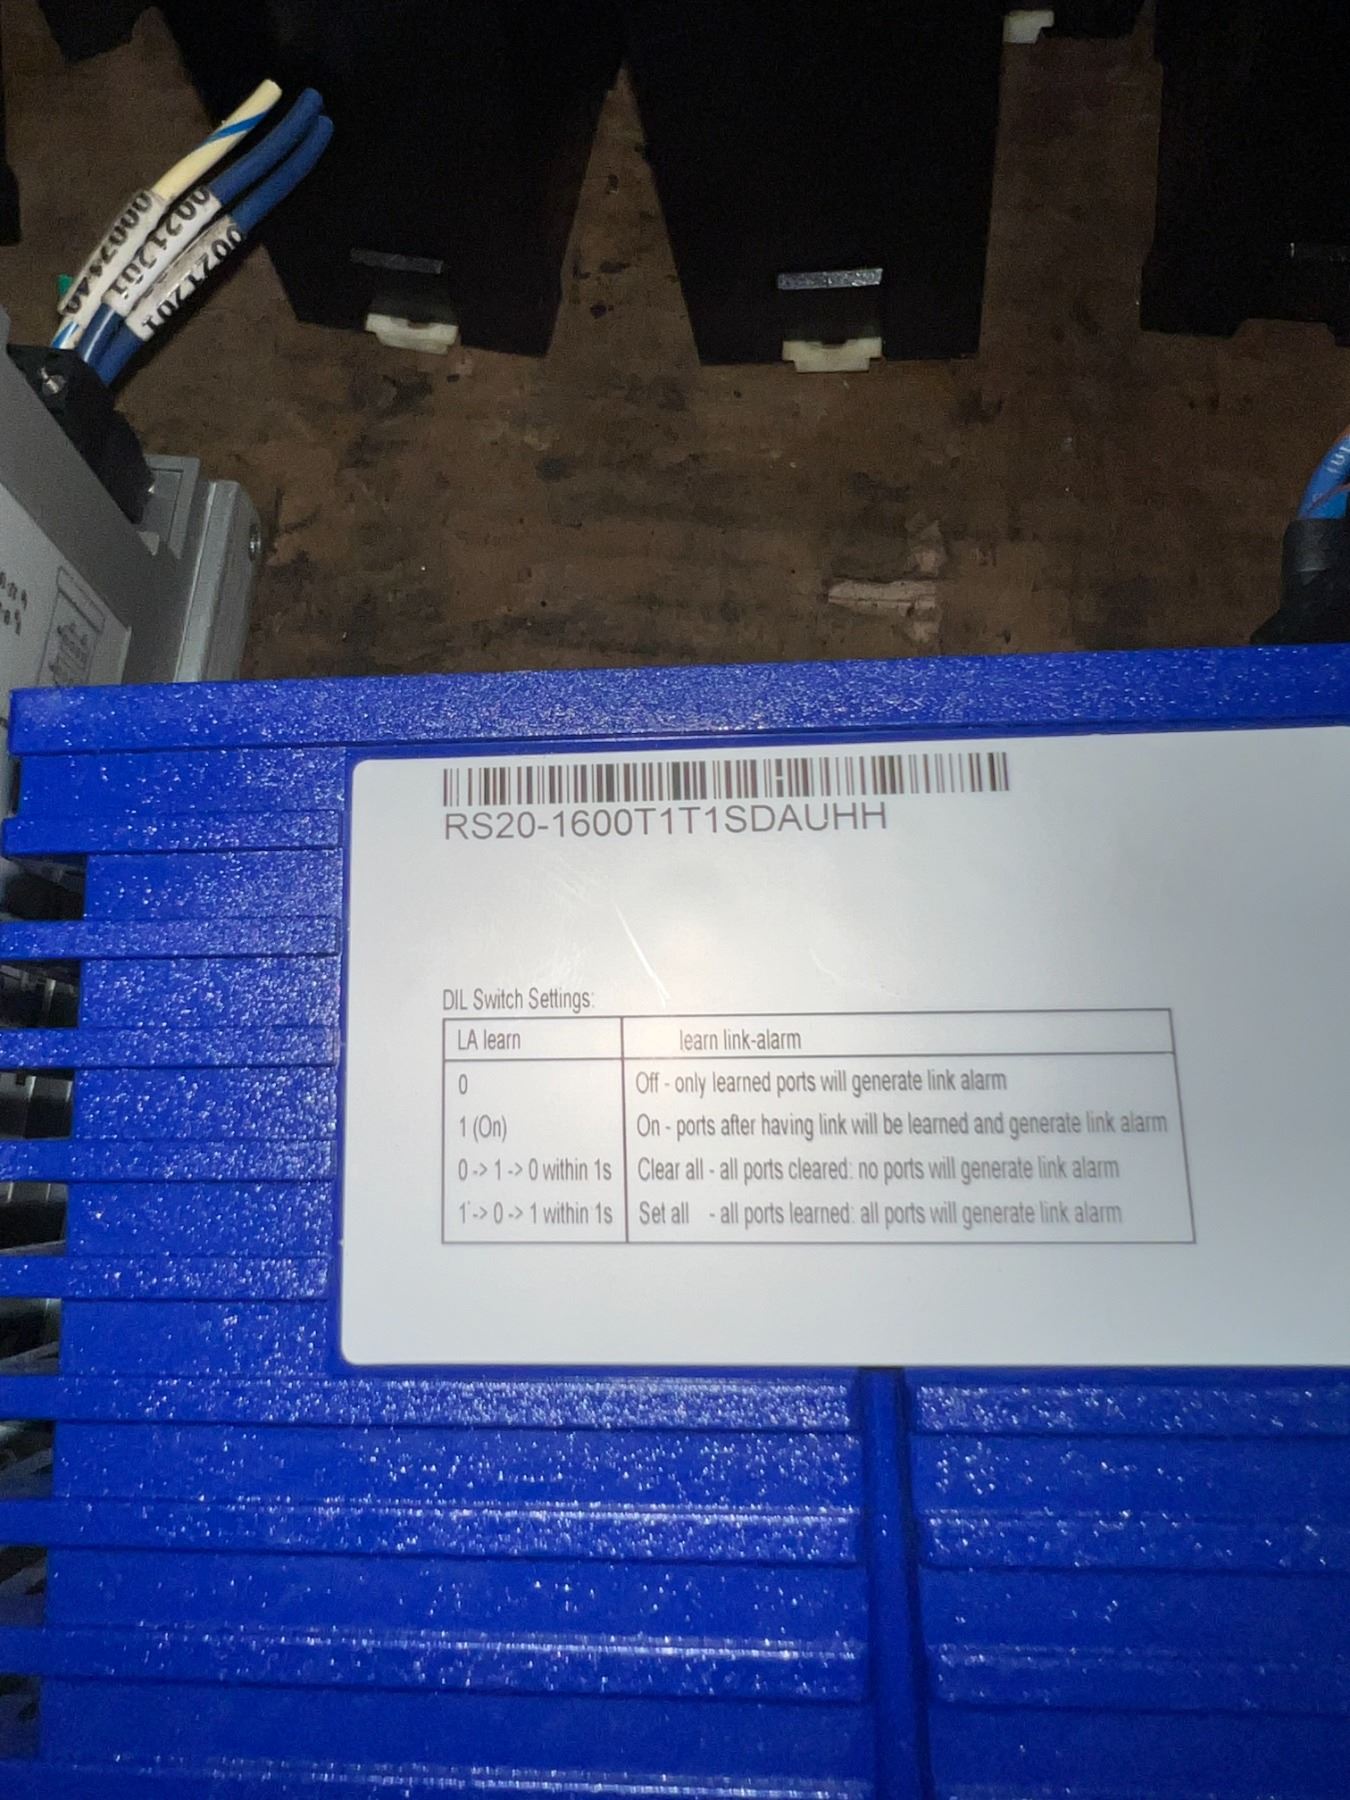 0007440
0021201
0021201
RS20-1600T1T1SDAUHH
DIL Switch Settings:
LA learn learn link-alarm
0 Off - only learned ports will generate link alarm
1 (On) On - ports after having link will be learned and generate link alarm
0 -> 1 -> 0 within 1s Clear all - all ports cleared: no ports will generate link alarm
1 -> 0 -> 1 within 1s Set all - all ports learned: all ports will generate link alarm